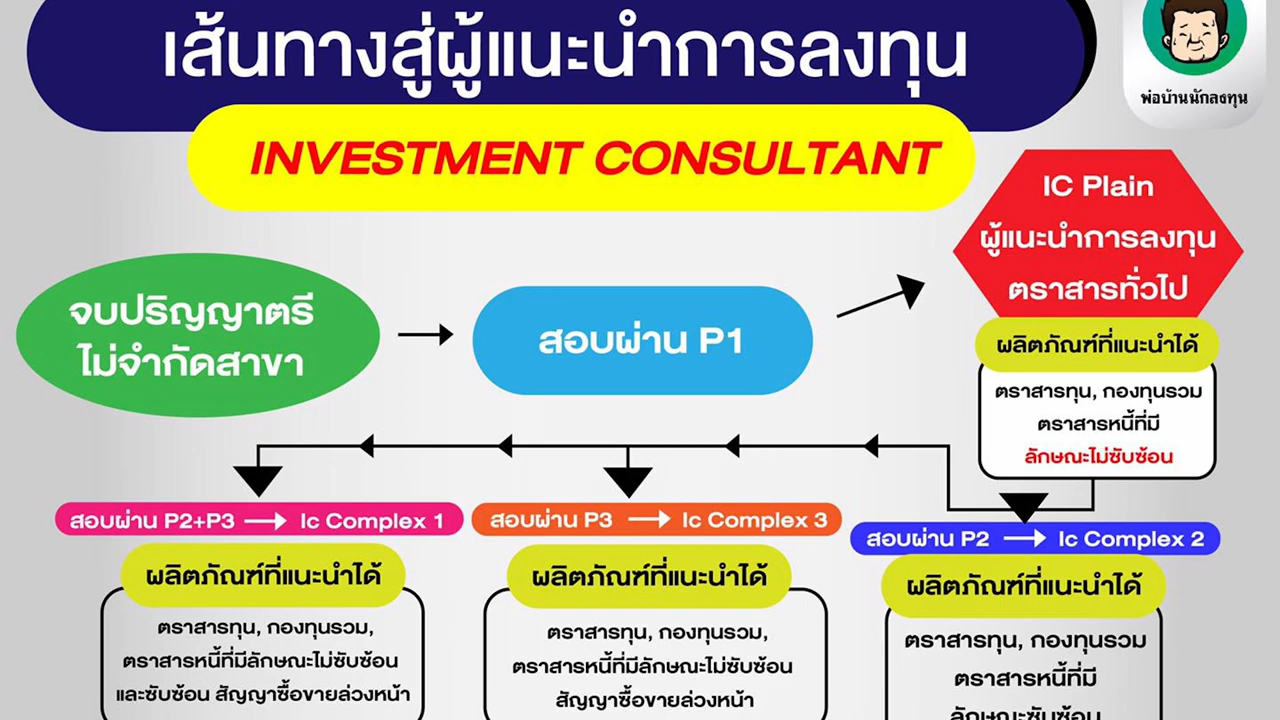 เส้นทางสู่ผู้แนะนำการลงทุน
พ่อบ้านนักลงทุน
INVESTMENT CONSULTANT
IC Plain
ผู้แนะนำการลงทุน
ตราสารทั่วไป
จบปริญญาตรี
ไม่จำกัดสาขา
สอบผ่าน P1
ผลิตภัณฑ์ที่แนะนำได้
ตราสารทุน, กองทุนรวม
ตราสารหนี้ที่มี
ลักษณะไม่ซับซ้อน
สอบผ่าน P2+P3 → Ic Complex 1
ผลิตภัณฑ์ที่แนะนำได้
ตราสารทุน, กองทุนรวม,
ตราสารหนี้ที่มีลักษณะไม่ซับซ้อน
และซับซ้อน สัญญาซื้อขายล่วงหน้า
สอบผ่าน P3 → Ic Complex 3
ผลิตภัณฑ์ที่แนะนำได้
ตราสารทุน, กองทุนรวม,
ตราสารหนี้ที่มีลักษณะไม่ซับซ้อน
สัญญาซื้อขายล่วงหน้า
สอบผ่าน P2 → Ic Complex 2
ผลิตภัณฑ์ที่แนะนำได้
ตราสารทุน, กองทุนรวม
ตราสารหนี้ที่มี
ลักษณะซับซ้อน